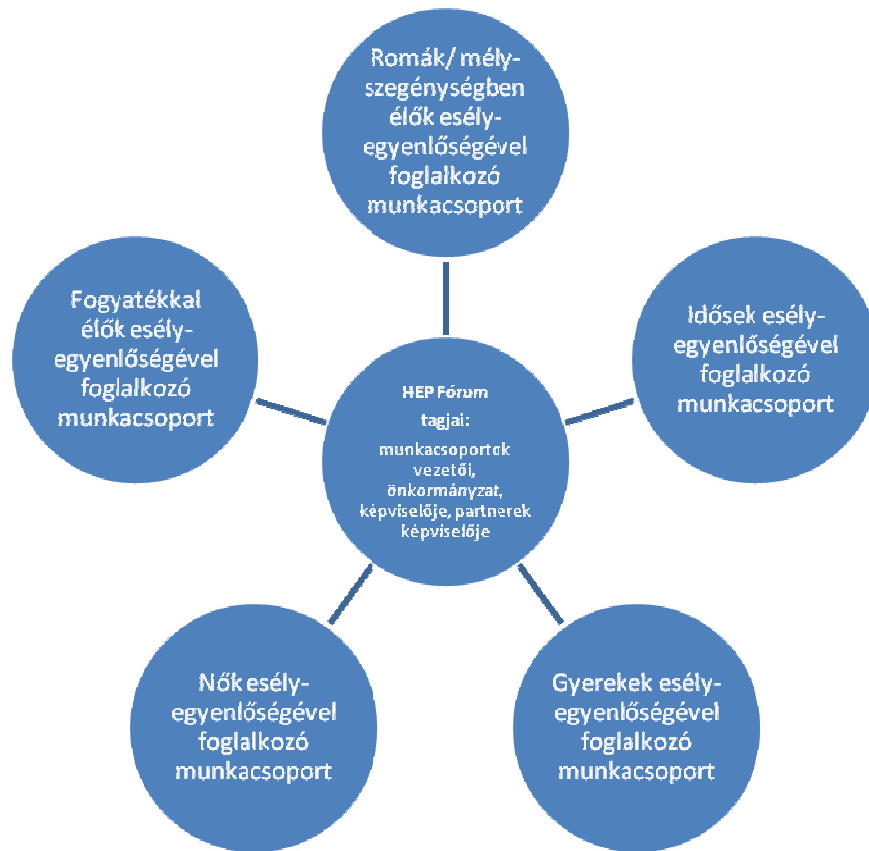 Romák/ mély-
szegénységben
élők esély-
egyenlőségével
foglalkozó
munkacsoport
Fogyatékkal
élők esély-
egyenlőségével
foglalkozó
munkacsoport
Idősek esély-
egyenlőségével
foglalkozó
munkacsoport
HEP Fórum
tagjai:
munkacsoportok
vezetői,
önkormányzat,
képviselője, partnerek
képviselője
Nők esély-
egyenlőségével
foglalkozó
munkacsoport
Gyerekek esély-
egyenlőségével
foglalkozó
munkacsoport